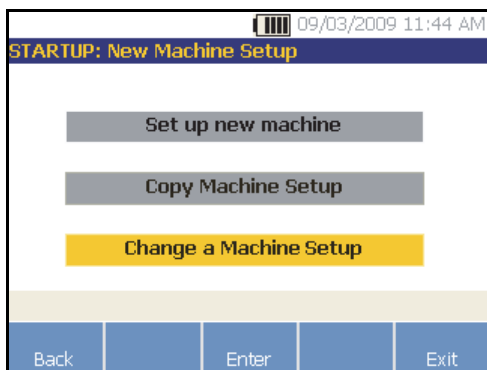 09/03/2009 11:44 AM
STARTUP: New Machine Setup
Set up new machine
Copy Machine Setup
Change a Machine Setup
Back Enter Exit